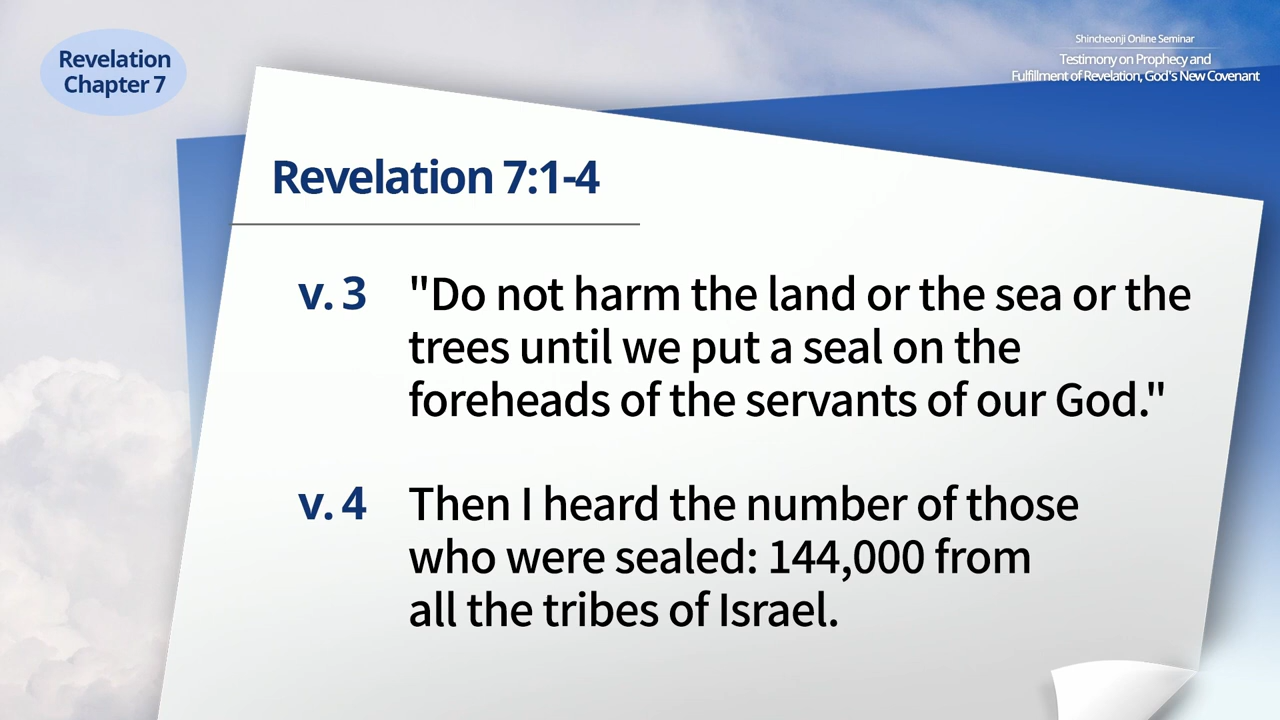 Revelation
Chapter 7
Shincheonji Online Seminar
Testimony on Prophecy and
Fulfillment of Revelation, God's New Covenant
Revelation 7:1-4
v. 3 "Do not harm the land or the sea or the
trees until we put a seal on the
foreheads of the servants of our God."
v. 4 Then I heard the number of those
who were sealed: 144,000 from
all the tribes of Israel.